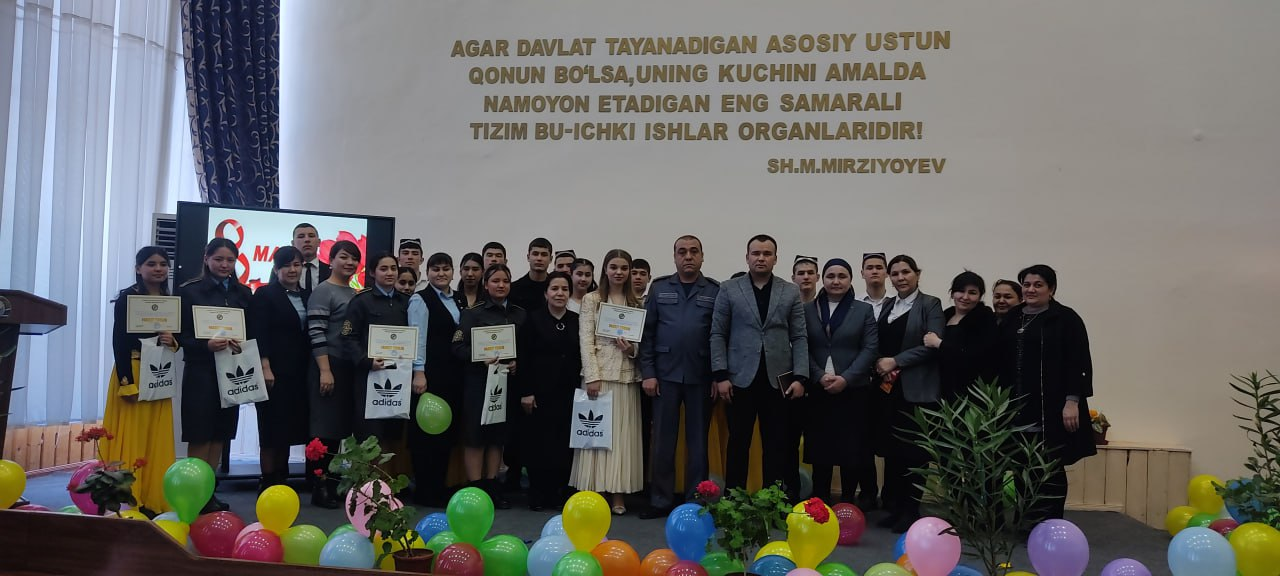 AGAR DAVLAT TAYANADIGAN ASOSIY USTUN
QONUN BO‘LSA,UNING KUCHINI AMALDA
NAMOYON ETADIGAN ENG SAMARALI
TIZIM BU-ICHKI ISHLAR ORGANLARIDIR!
SH.M.MIRZIYOYEV
8
adidas
adidas
adidas
adidas
adidas